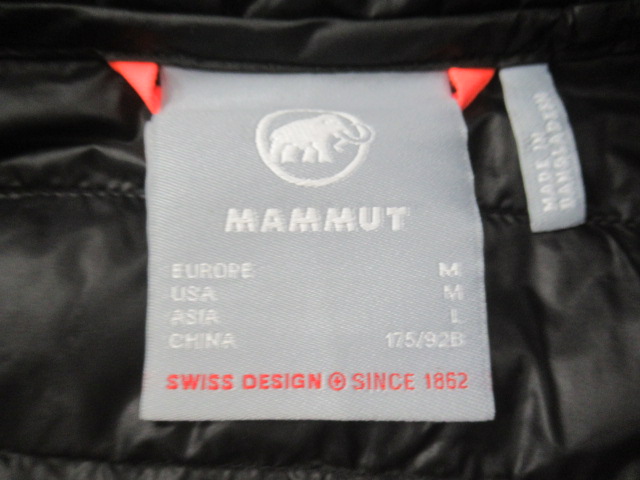 MAMMUT
EUROPE M
USA M
ASIA L
CHINA 175/92B
SWISS DESIGN SINCE 1862
MADE IN
BANGLADESH